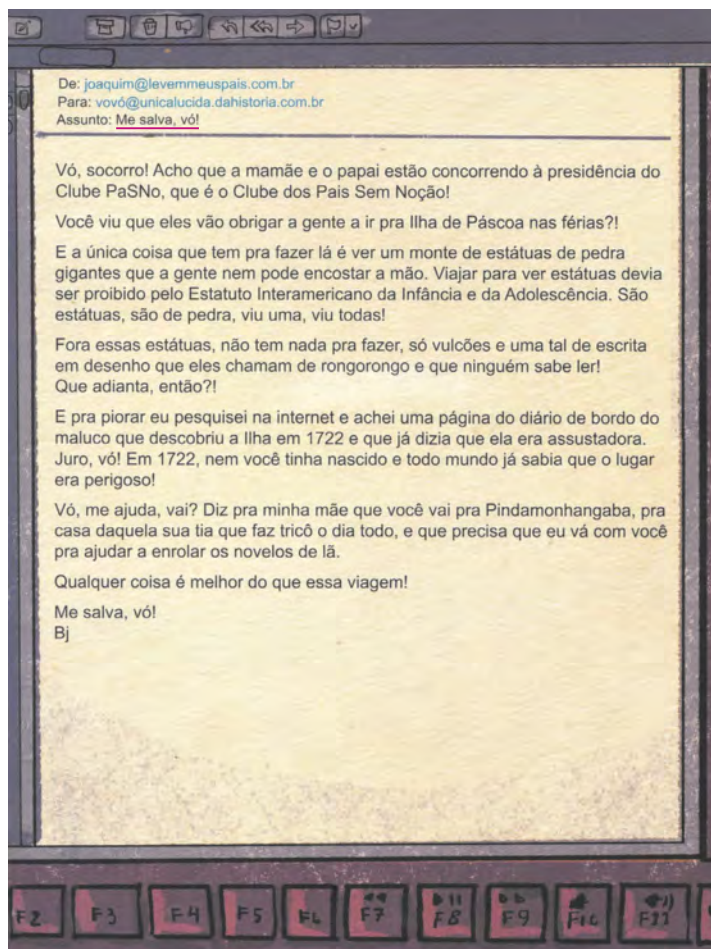 De: joaquim@levemmeuspais.com.br
Para: vovó@unicalucida.dahistoria.com.br
Assunto: Me salva, vó!
Vó, socorro! Acho que a mamãe e o papai estão concorrendo à presidência do
Clube PaSNo, que é o Clube dos Pais Sem Noção!
Você viu que eles vão obrigar a gente a ir pra Ilha de Páscoa nas férias?!
E a única coisa que tem pra fazer lá é ver um monte de estátuas de pedra
gigantes que a gente nem pode encostar a mão. Viajar para ver estátuas devia
ser proibido pelo Estatuto Interamericano da Infância e da Adolescência. São
estátuas, são de pedra, viu uma, viu todas!
Fora essas estátuas, não tem nada pra fazer, só vulcões e uma tal de escrita
em desenho que eles chamam de rongorongo e que ninguém sabe ler!
Que adianta, então?!
E pra piorar eu pesquisei na internet e achei uma página do diário de bordo do
maluco que descobriu a Ilha em 1722 e que já dizia que ela era assustadora.
Juro, vó! Em 1722, nem você tinha nascido e todo mundo já sabia que o lugar
era perigoso!
Vó, me ajuda, vai? Diz pra minha mãe que você vai pra Pindamonhangaba, pra
casa daquela sua tia que faz tricô o dia todo, e que precisa que eu vá com você
pra ajudar a enrolar os novelos de lã.
Qualquer coisa é melhor do que essa viagem!
Me salva, vó!
Bj
F2 F3 F4 F5 F6 F7 F8 F9 F10 F11